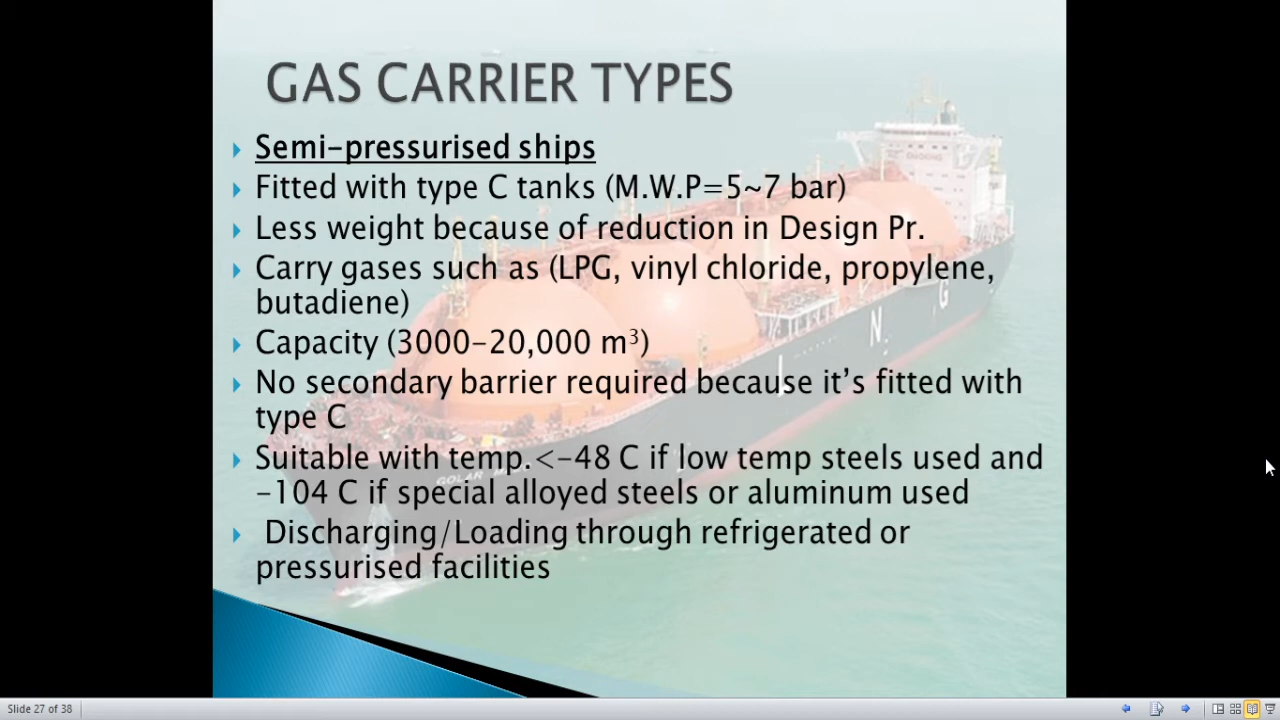 GAS CARRIER TYPES
Semi-pressurised ships
Fitted with type C tanks (M.W.P=5~7 bar)
Less weight because of reduction in Design Pr.
Carry gases such as (LPG, vinyl chloride, propylene,
butadiene)
Capacity (3000-20,000 m³)
No secondary barrier required because it’s fitted with
type C
Suitable with temp.<-48 C if low temp steels used and
-104 C if special alloyed steels or aluminum used
Discharging/Loading through refrigerated or
pressurised facilities
L N G
Slide 27 of 38